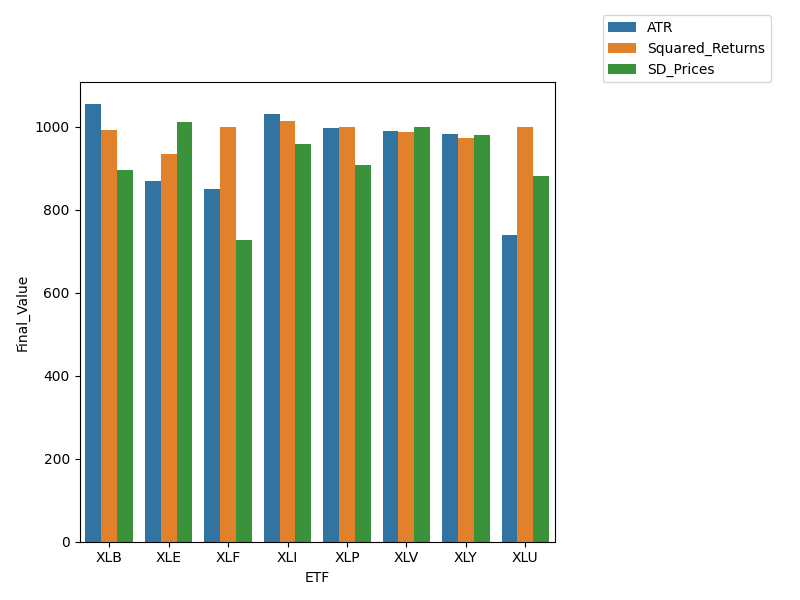 ATR
Squared_Returns
SD_Prices
1000
800
600
400
200
0
Final_Value
XLB XLE XLF XLI XLP XLV XLY XLU
ETF